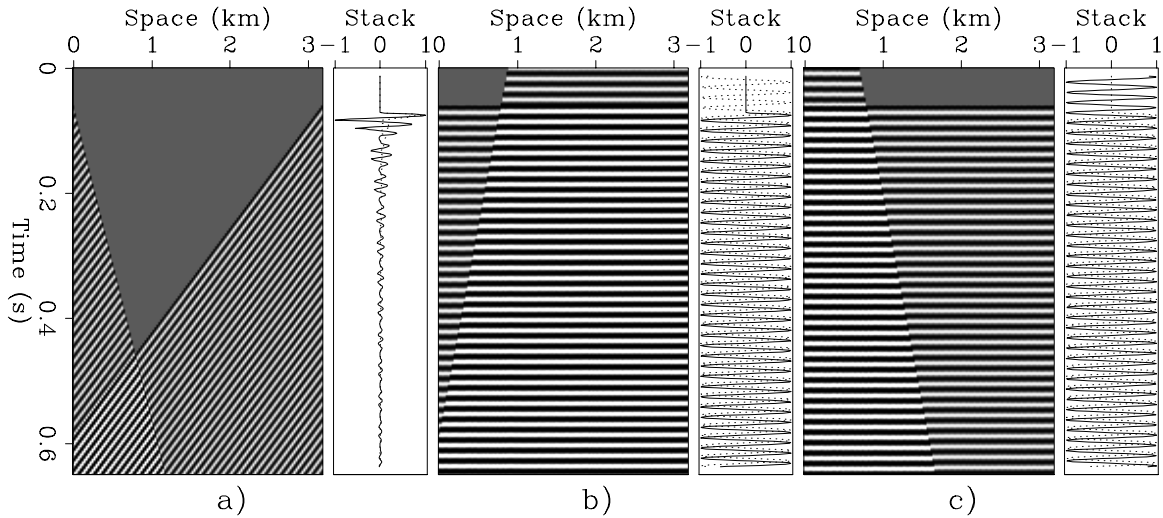 Space (km) Stack Space (km) Stack Space (km) Stack
0 1 2 3 −1 0 1 0 1 2 3 −1 0 1 0 1 2 3 −1 0 1
0
0.2
0.4
0.6
Time (s)
a) b) c)